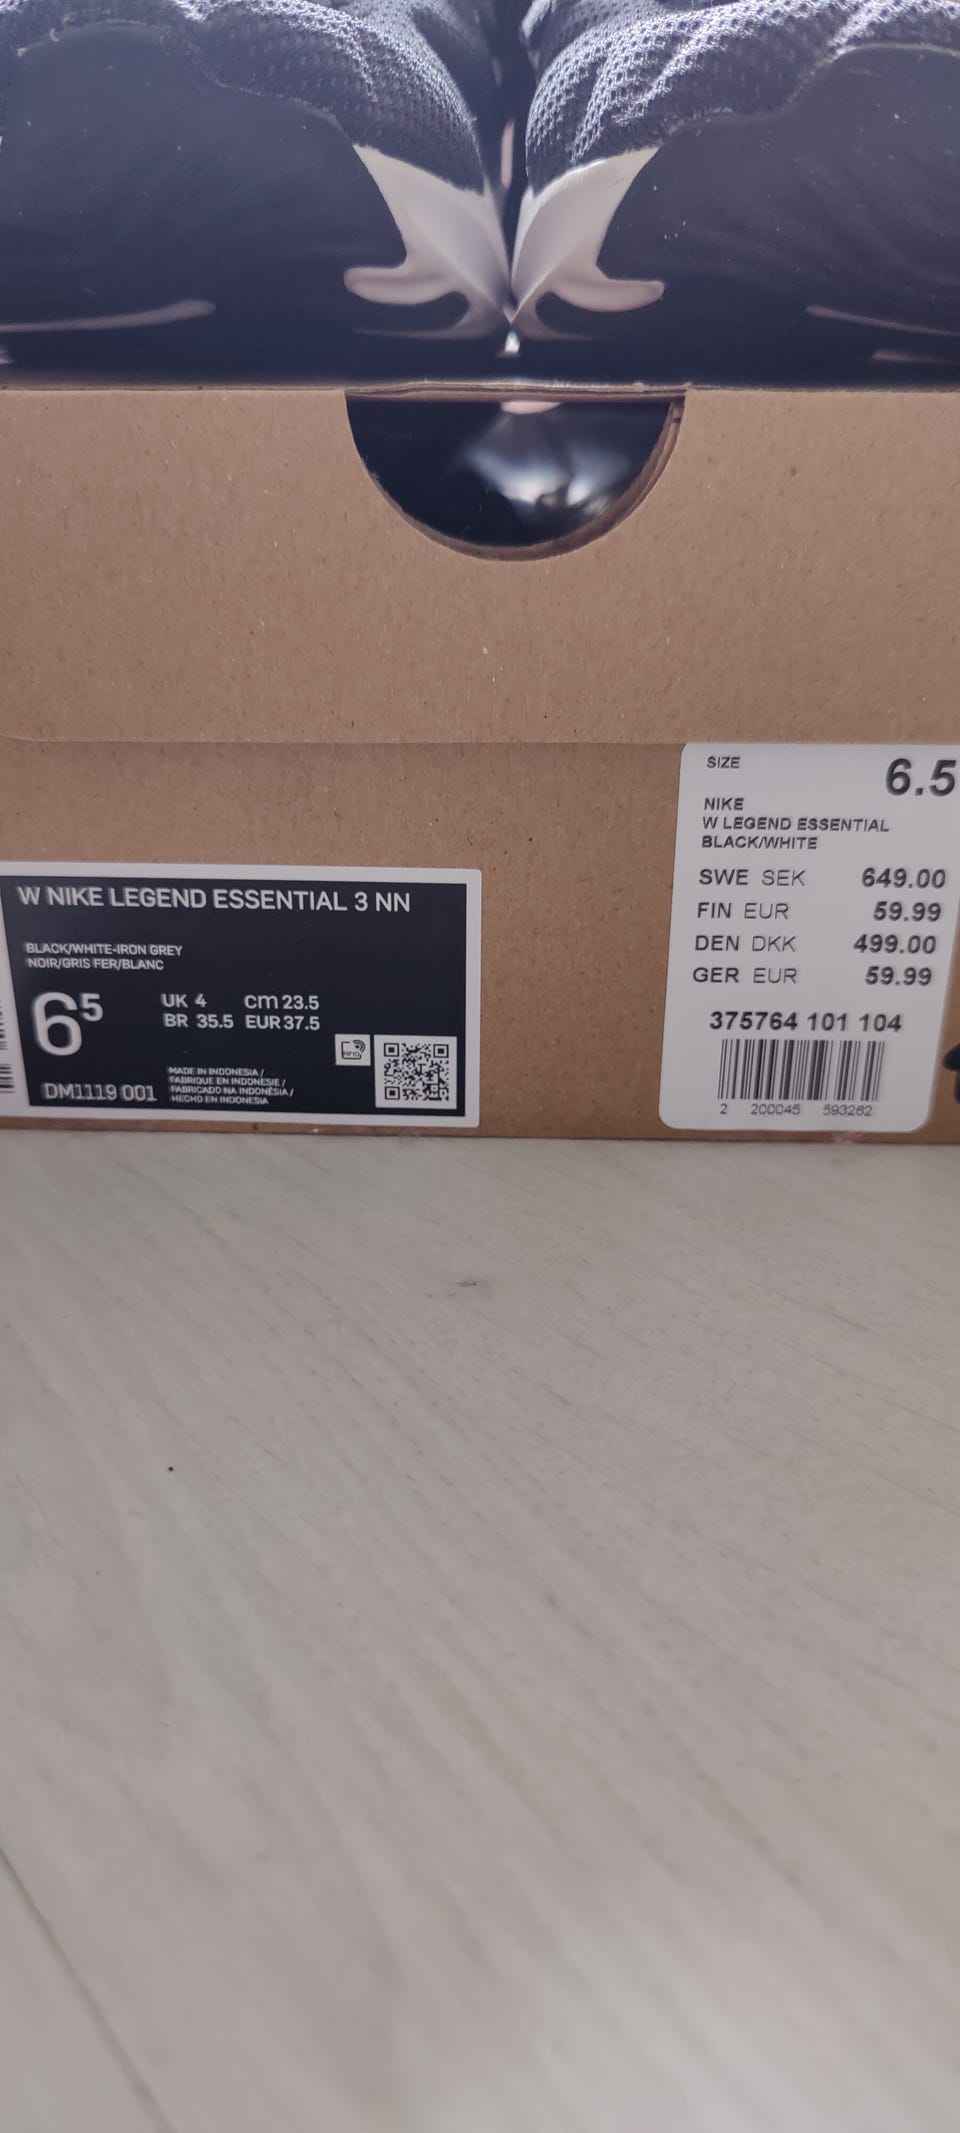 W NIKE LEGEND ESSENTIAL 3 NN
BLACK/WHITE-IRON GREY
NOIR/GRIS FER/BLANC
6⁵
UK 4 cm 23.5
BR 35.5 EUR 37.5
RFID
DM1119 001
MADE IN INDONESIA /
FABRIQUE EN INDONESIE /
FABRICADO NA INDONÉSIA /
HECHO EN INDONESIA
SIZE 6.5
NIKE
W LEGEND ESSENTIAL
BLACK/WHITE
SWE SEK 649.00
FIN EUR 59.99
DEN DKK 499.00
GER EUR 59.99
375764 101 104
2 200045 593262